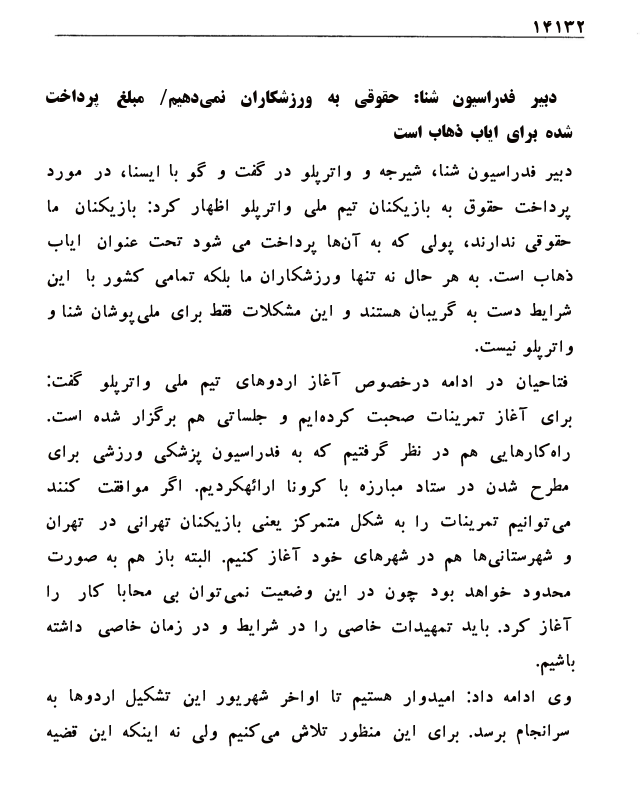 ۱۴۱۳۲
دبیر فدراسیون شنا: حقوقی به ورزشکاران نمی‌دهیم/ مبلغ پرداخت
شده برای ایاب ذهاب است
دبیر فدراسیون شنا، شیرجه و واترپلو در گفت و گو با ایسنا، در مورد
پرداخت حقوق به بازیکنان تیم ملی واترپلو اظهار کرد: بازیکنان ما
حقوقی ندارند، پولی که به آن‌ها پرداخت می شود تحت عنوان ایاب
ذهاب است. به هر حال نه تنها ورزشکاران ما بلکه تمامی کشور با این
شرایط دست به گریبان هستند و این مشکلات فقط برای ملی‌پوشان شنا و
واترپلو نیست.
فتاحیان در ادامه درخصوص آغاز اردوهای تیم ملی واترپلو گفت:
برای آغاز تمرینات صحبت کرده‌ایم و جلساتی هم برگزار شده است.
راه‌کارهایی هم در نظر گرفتیم که به فدراسیون پزشکی ورزشی برای
مطرح شدن در ستاد مبارزه با کرونا ارائهکردیم. اگر موافقت کنند
می‌توانیم تمرینات را به شکل متمرکز یعنی بازیکنان تهرانی در تهران
و شهرستانی‌ها هم در شهرهای خود آغاز کنیم. البته باز هم به صورت
محدود خواهد بود چون در این وضعیت نمی‌توان بی محابا کار را
آغاز کرد. باید تمهیدات خاصی را در شرایط و در زمان خاصی داشته
باشیم.
وی ادامه داد: امیدوار هستیم تا اواخر شهریور این تشکیل اردوها به
سرانجام برسد. برای این منظور تلاش می‌کنیم ولی نه اینکه این قضیه